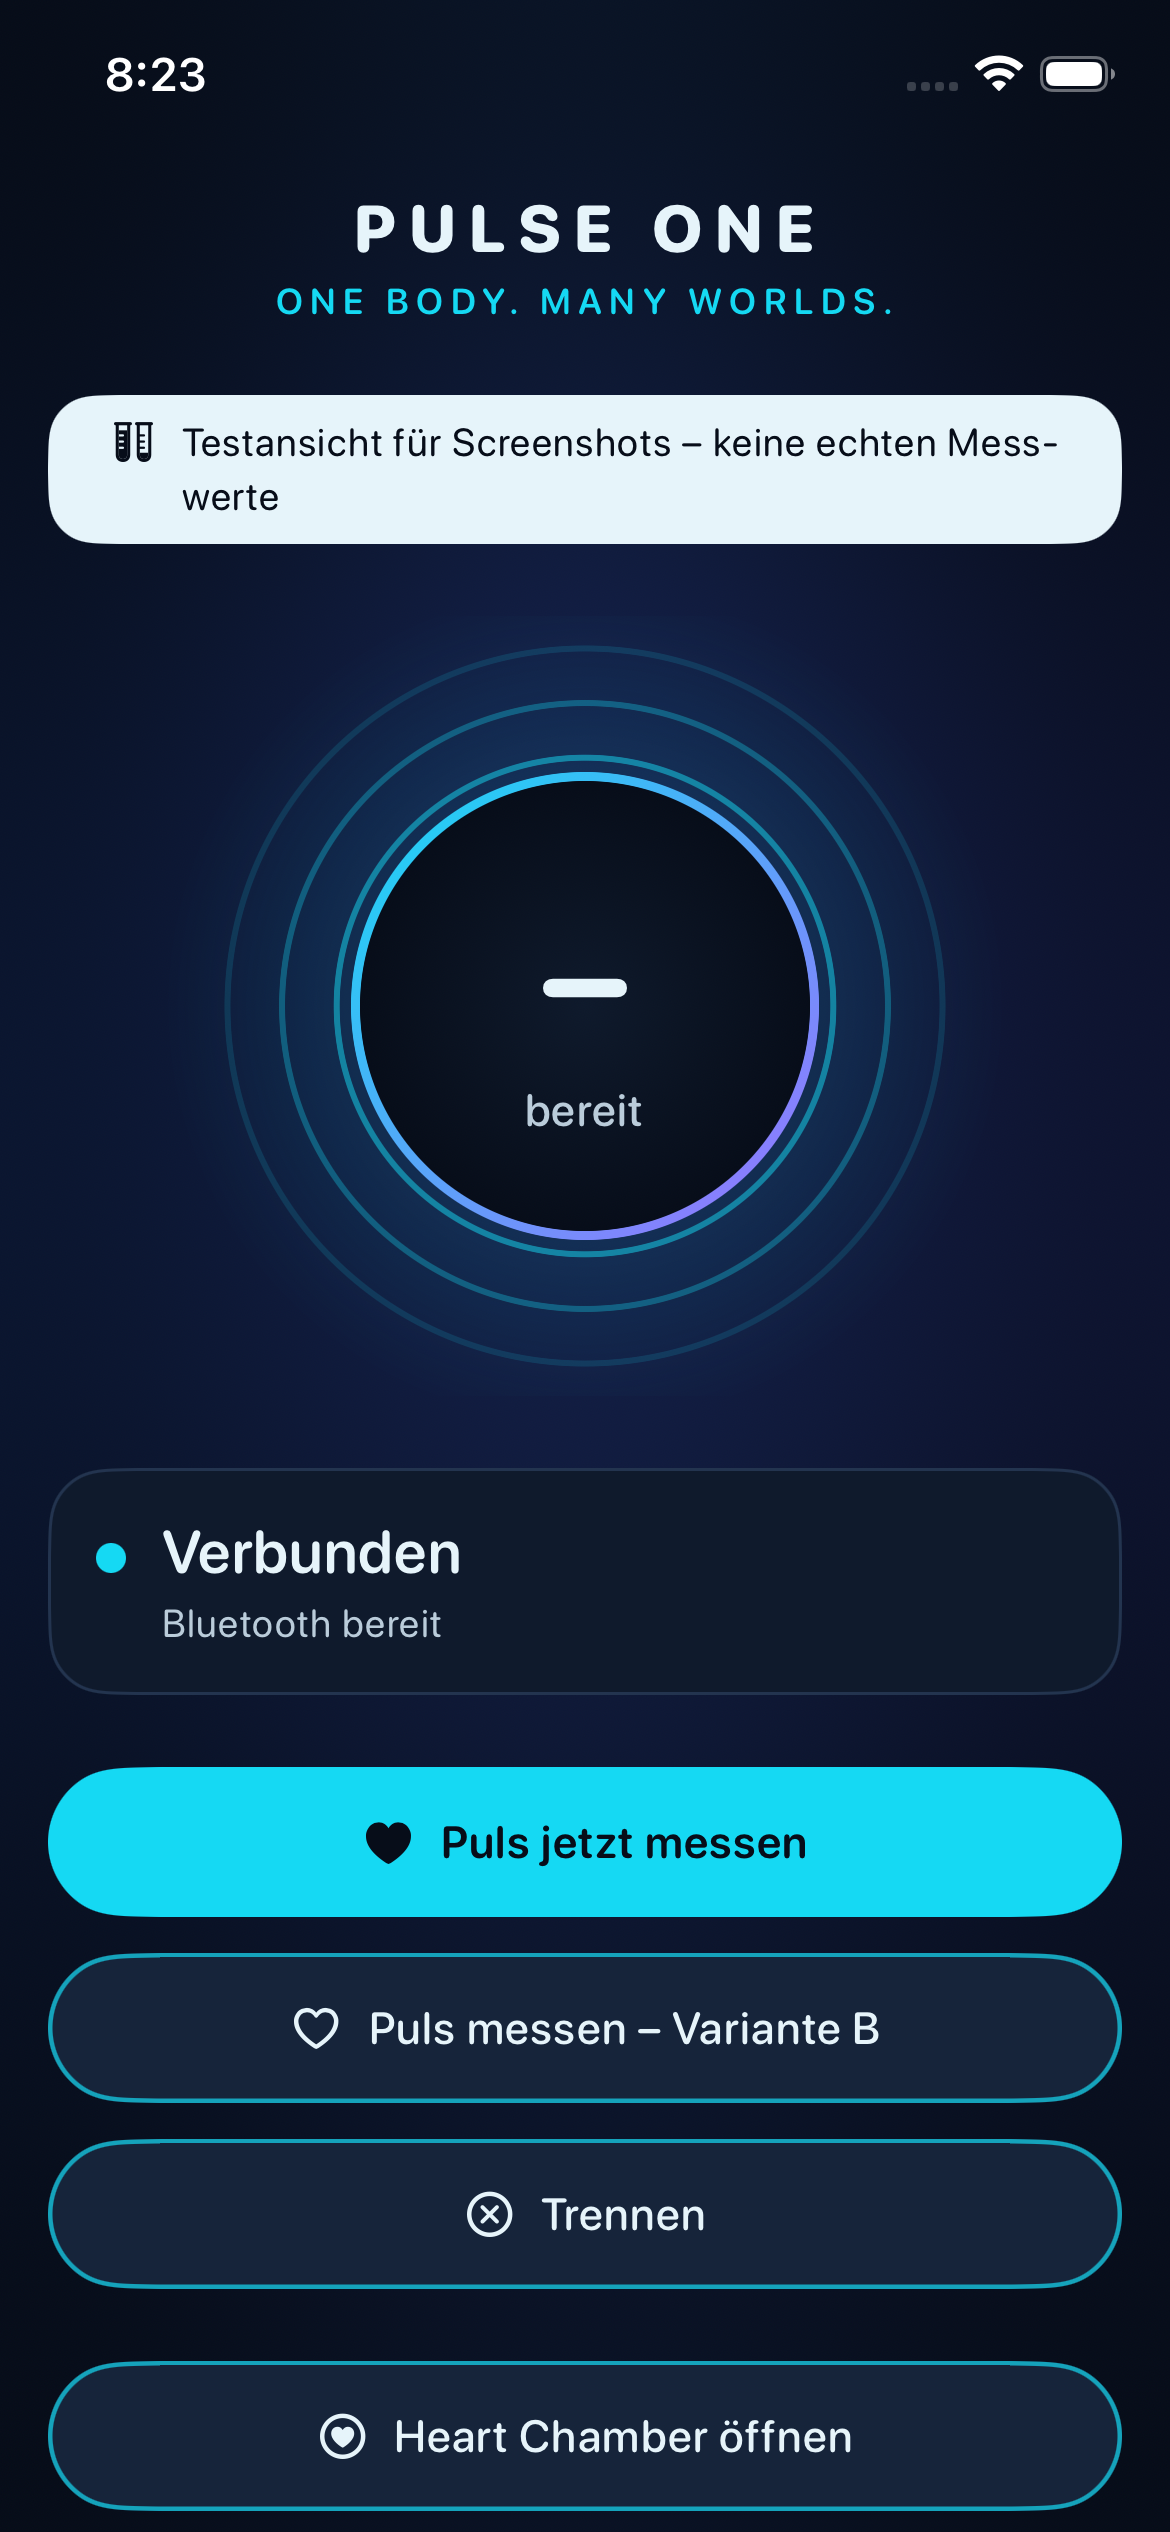 8:23
PULSE ONE
ONE BODY. MANY WORLDS.
Testansicht für Screenshots – keine echten Mess-
werte
–
bereit
Verbunden
Bluetooth bereit
Puls jetzt messen
Puls messen – Variante B
Trennen
Heart Chamber öffnen